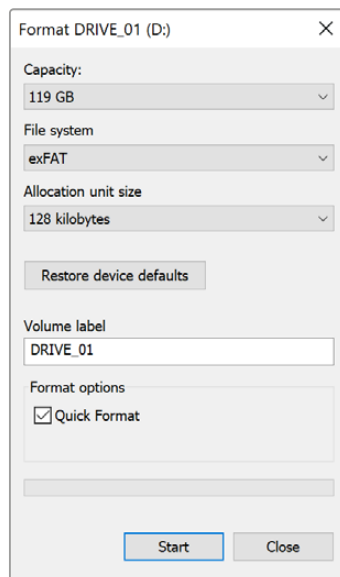 Format DRIVE_01 (D:)
Capacity:
119 GB
File system
exFAT
Allocation unit size
128 kilobytes
Restore device defaults
Volume label
DRIVE_01
Format options
Quick Format
Start Close